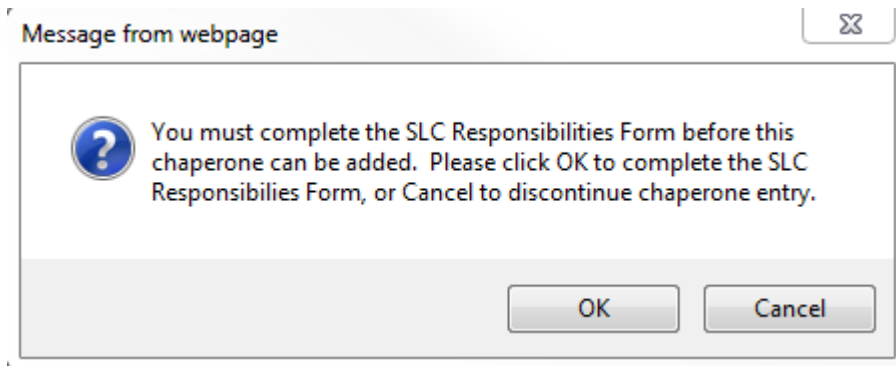 Message from webpage
You must complete the SLC Responsibilities Form before this
chaperone can be added.  Please click OK to complete the SLC
Responsibilies Form, or Cancel to discontinue chaperone entry.
OK
Cancel